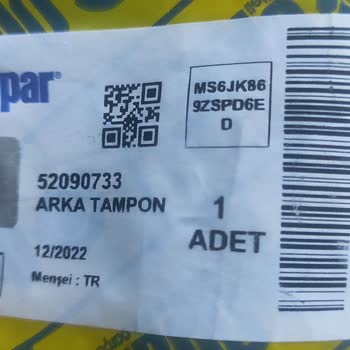 par®
MS6JK86
9ZSPD6E
D
52090733
ARKA TAMPON
1
ADET
12/2022
Menşei : TR